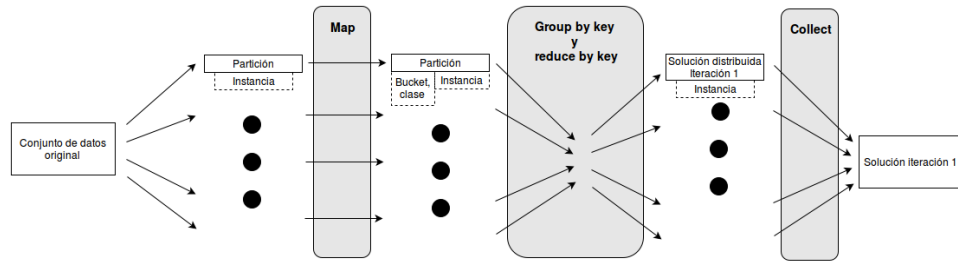 Map
Group by key
y
reduce by key
Collect
Partición
Instancia
Partición
Bucket,
clase
Instancia
Solución distribuida
Iteración 1
Instancia
Conjunto de datos
original
Solución iteración 1